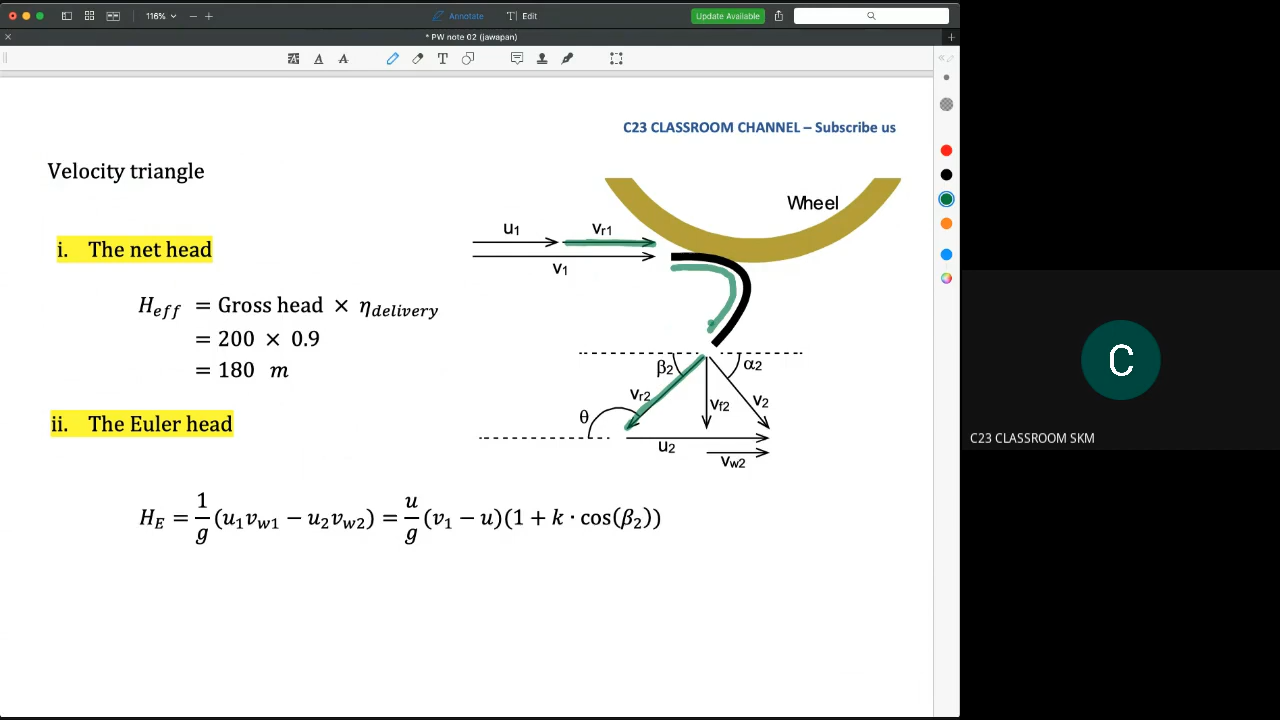 116%
Annotate
Edit
Update Available
* PW note 02 (jawapan)
C23 CLASSROOM CHANNEL – Subscribe us
Velocity triangle
Wheel
u1
vr1
v1
i. The net head
Heff = Gross head × ηdelivery
= 200 × 0.9
= 180 m
β2
α2
vr2
vf2
v2
θ
u2
vw2
ii. The Euler head
HE = 1/g (u1vw1 − u2vw2) = u/g (v1 − u)(1 + k · cos(β2))
C
C23 CLASSROOM SKM